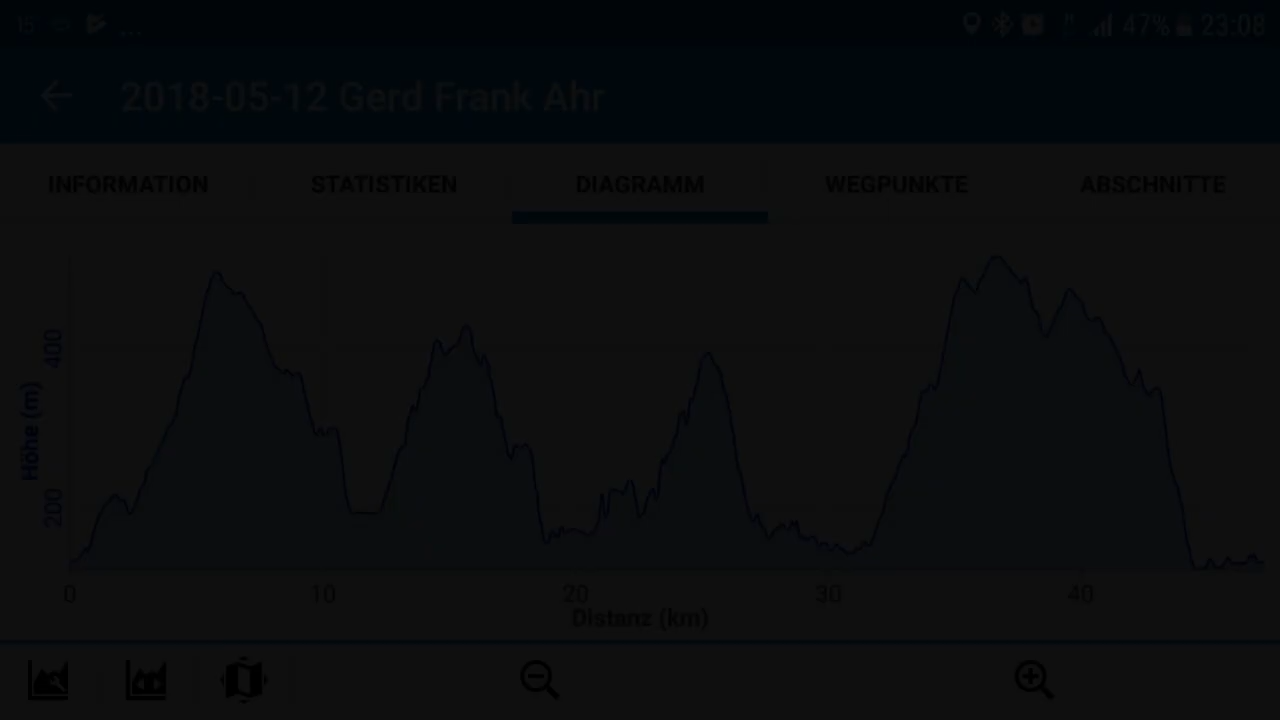 15° ...
47% 23:08
2018-05-12 Gerd Frank Ahr
INFORMATION STATISTIKEN DIAGRAMM WEGPUNKTE ABSCHNITTE
Höhe (m)
400
200
0 10 20 30 40
Distanz (km)